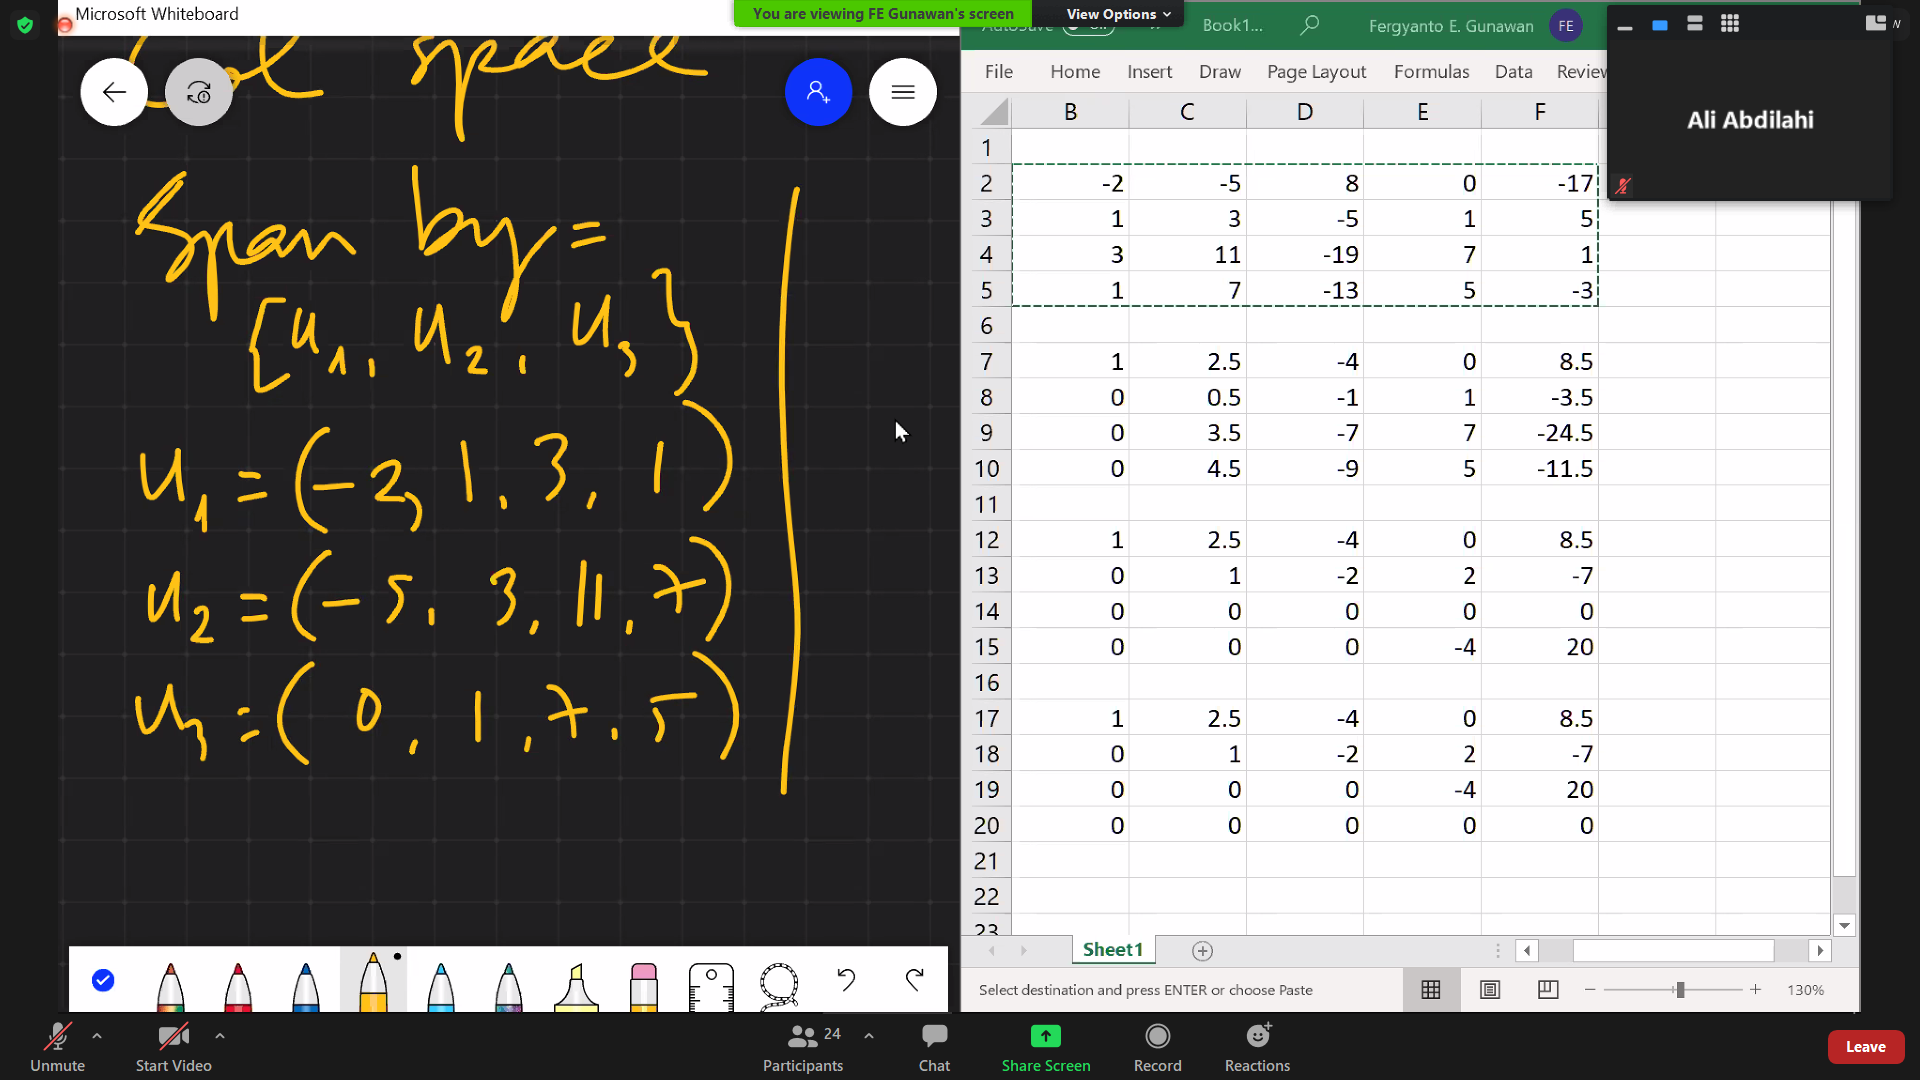 Microsoft Whiteboard
You are viewing FE Gunawan's screen
View Options
space
Span by =
{u1, u2, u3}
u1 = (-2, 1, 3, 1)
u2 = (-5, 3, 11, 7)
u3 = (0, 1, 7, 5)
Book1...
Fergyanto E. Gunawan
FE
File Home Insert Draw Page Layout Formulas Data Review
Ali Abdilahi
B C D E F
1
2 -2 -5 8 0 -17
3 1 3 -5 1 5
4 3 11 -19 7 1
5 1 7 -13 5 -3
6
7 1 2.5 -4 0 8.5
8 0 0.5 -1 1 -3.5
9 0 3.5 -7 7 -24.5
10 0 4.5 -9 5 -11.5
11
12 1 2.5 -4 0 8.5
13 0 1 -2 2 -7
14 0 0 0 0 0
15 0 0 0 -4 20
16
17 1 2.5 -4 0 8.5
18 0 1 -2 2 -7
19 0 0 0 -4 20
20 0 0 0 0 0
21
22
23
Sheet1
Select destination and press ENTER or choose Paste
130%
Unmute
Start Video
24
Participants
Chat
Share Screen
Record
Reactions
Leave